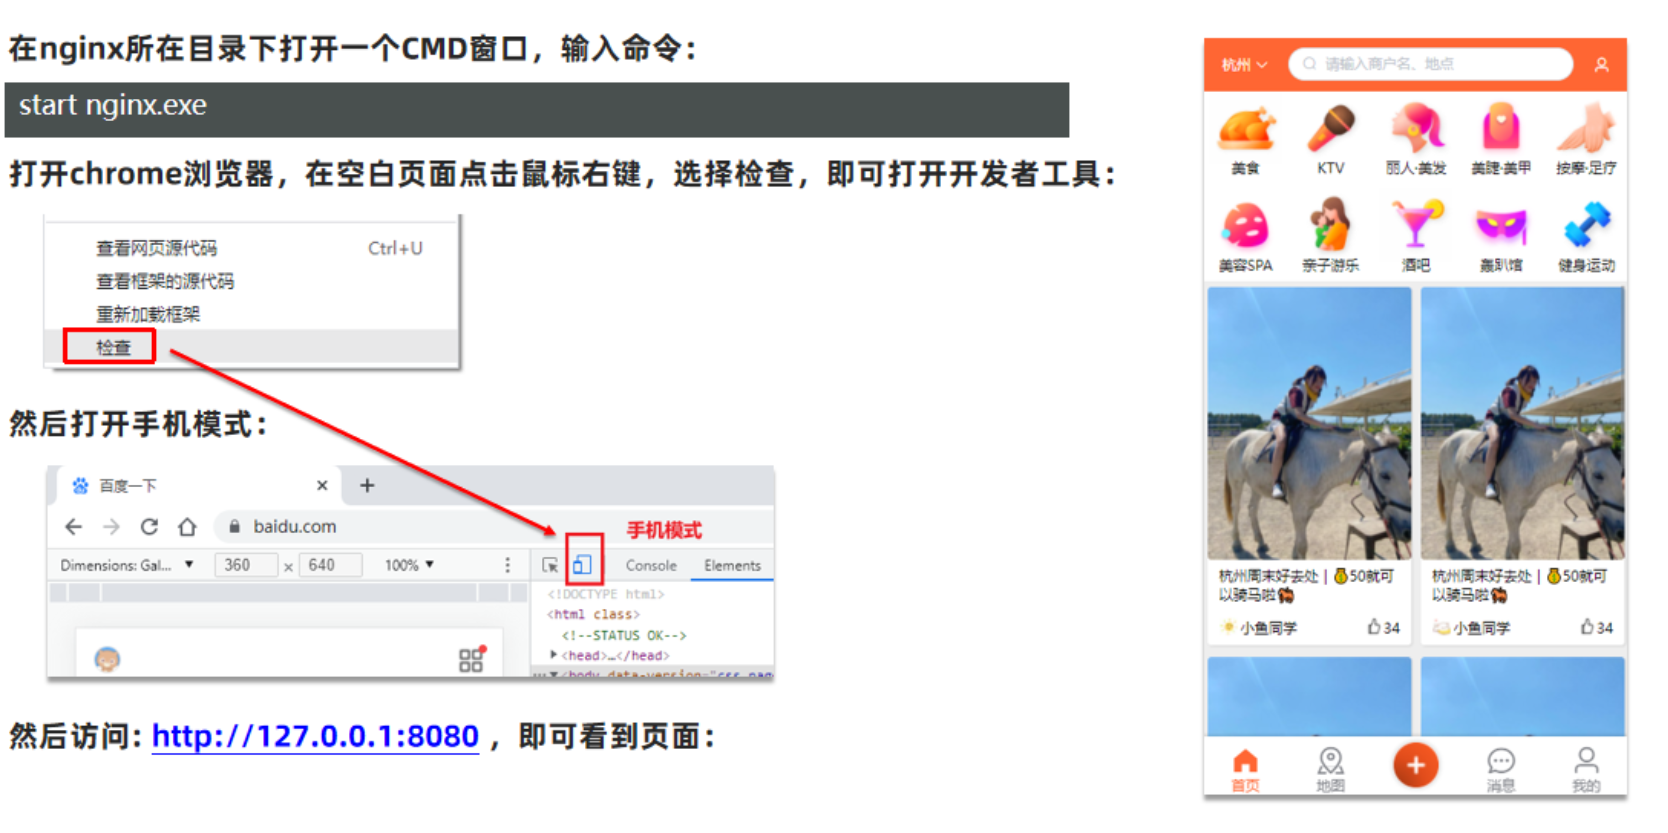 在nginx所在目录下打开一个CMD窗口，输入命令：
start nginx.exe
打开chrome浏览器，在空白页面点击鼠标右键，选择检查，即可打开开发者工具：
查看网页源代码 Ctrl+U
查看框架的源代码
重新加载框架
检查
然后打开手机模式：
百度一下 × +
baidu.com
手机模式
Dimensions: Gal... ▼ 360 × 640 100% ▼
Console Elements
<!DOCTYPE html>
<html class>
<!--STATUS OK-->
▶<head>…</head>
…▼<body data-version="css_pag
然后访问：http://127.0.0.1:8080 ，即可看到页面：
杭州 请输入商户名、地点
美食 KTV 丽人·美发 美睫·美甲 按摩·足疗
美容SPA 亲子游乐 酒吧 轰趴馆 健身运动
杭州周末好去处 | 💰50就可
以骑马啦🐎
小鱼同学 34
杭州周末好去处 | 💰50就可
以骑马啦🐎
小鱼同学 34
首页 地图 + 消息 我的